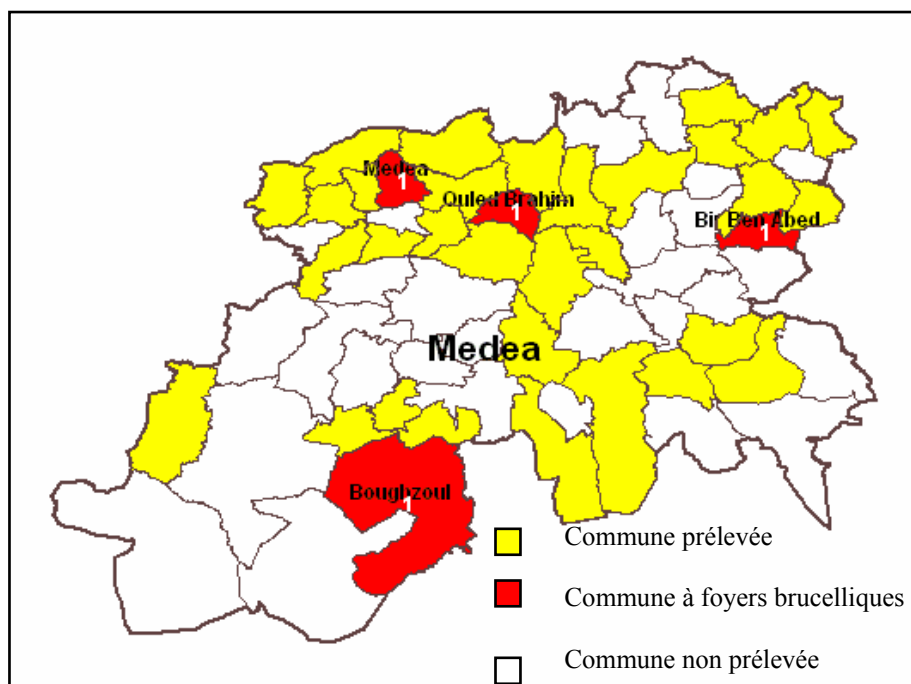 Medea
1
Ouled Brahim
1
Bir Ben Abed
1
Medea
Boughzoul
1
Commune prélevée
Commune à foyers brucelliques
Commune non prélevée